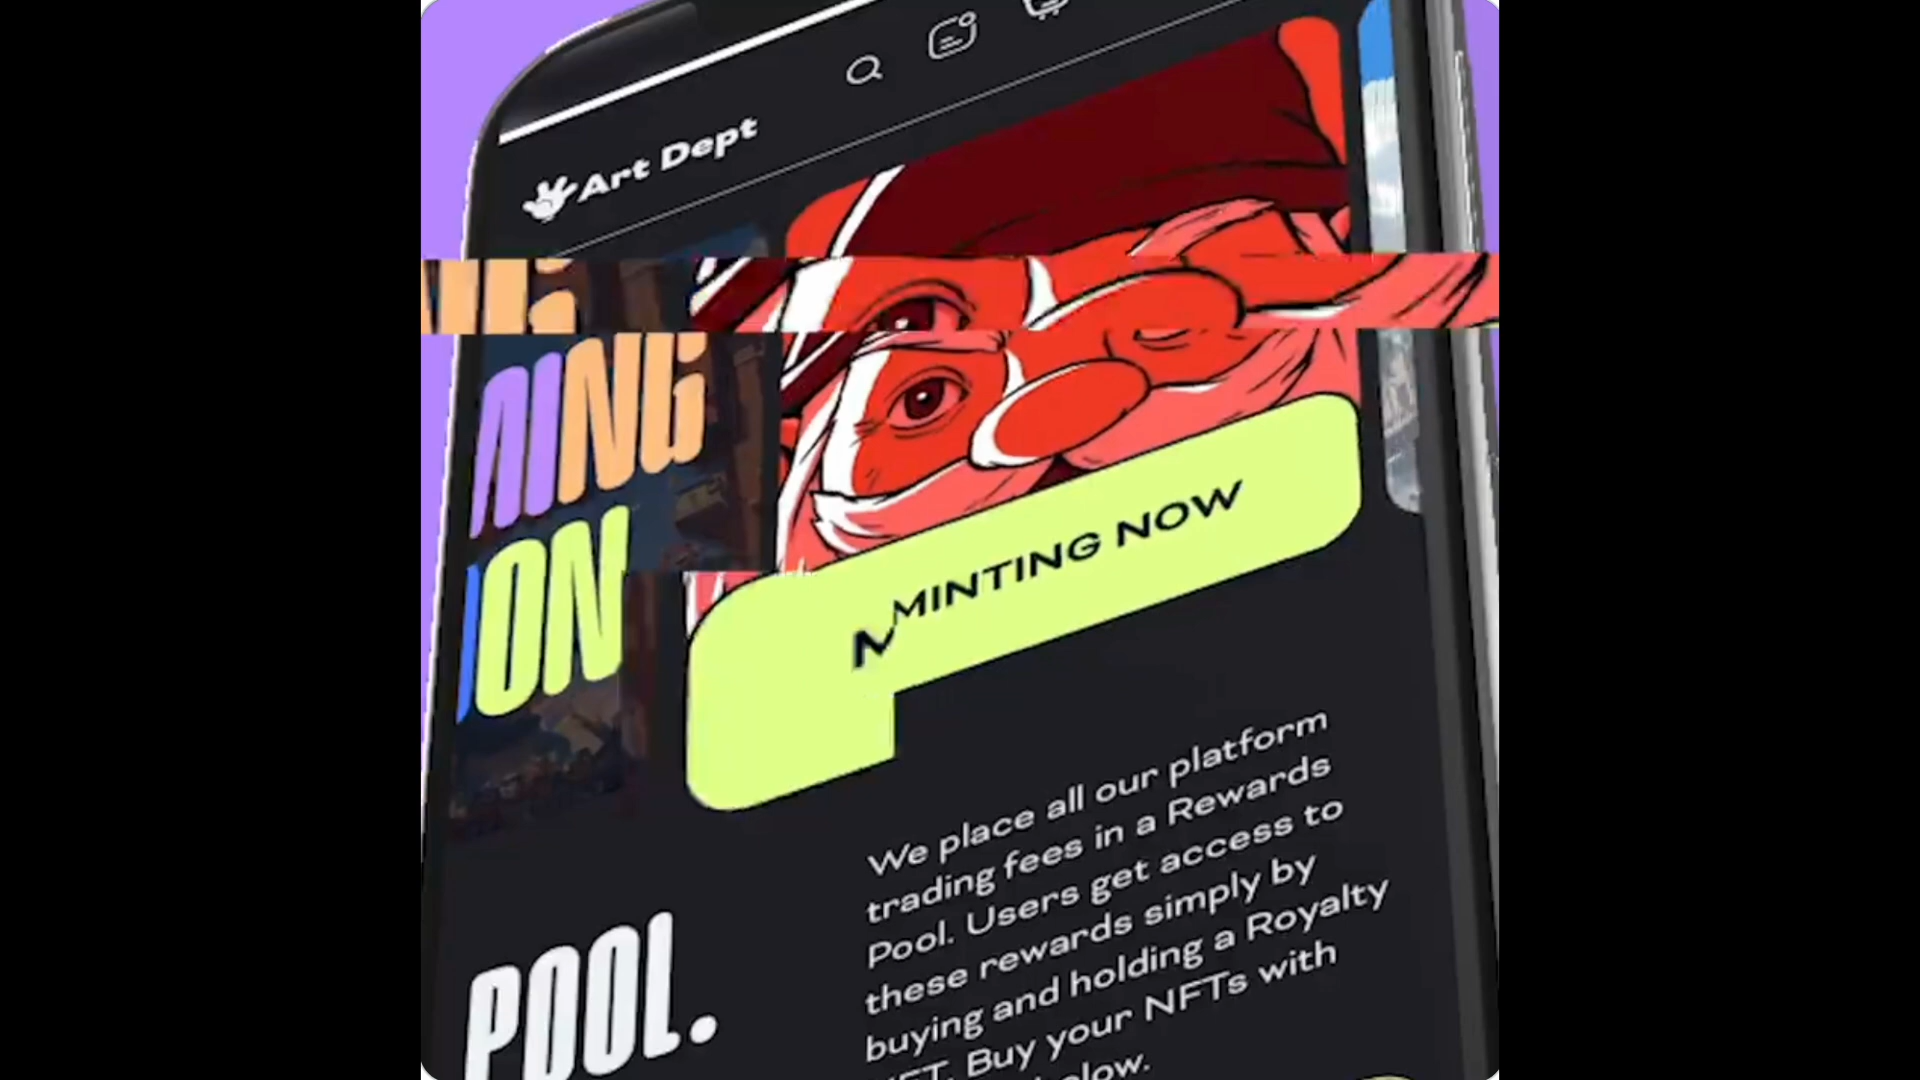 Art Dept
NING
ON
MINTING NOW
We place all our platform
trading fees in a Rewards
Pool. Users get access to
these rewards simply by
buying and holding a Royalty
Buy your NFTs with
POOL.